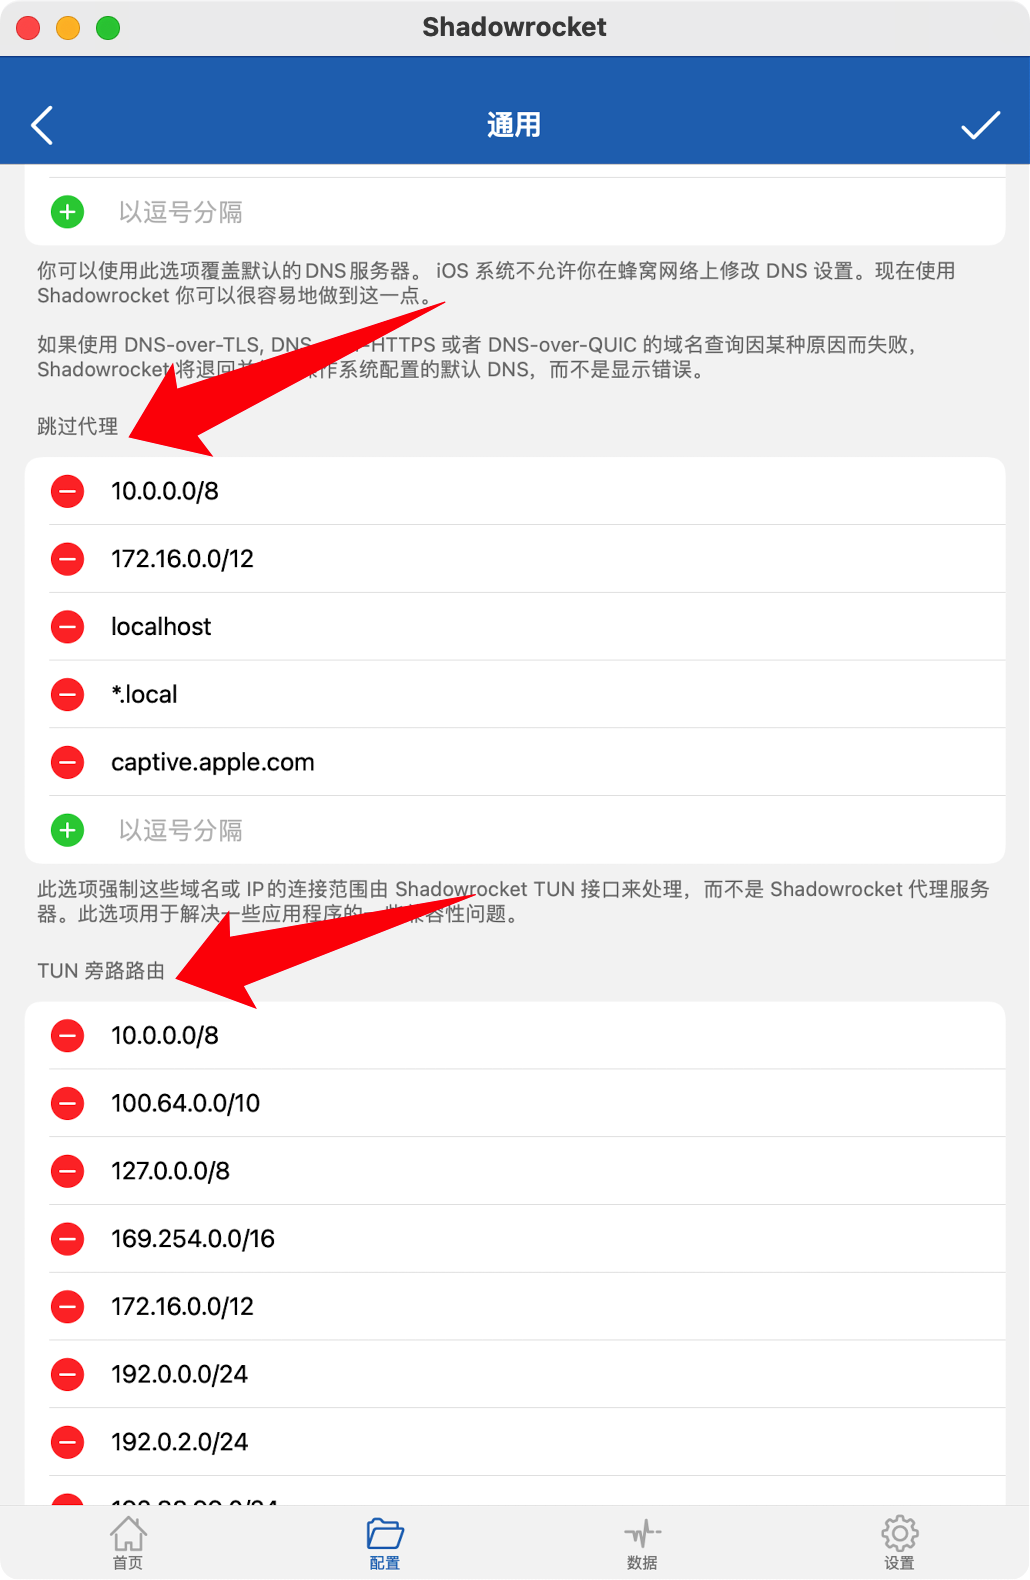 Shadowrocket
通用
以逗号分隔
你可以使用此选项覆盖默认的DNS服务器。 iOS 系统不允许你在蜂窝网络上修改 DNS 设置。现在使用
Shadowrocket 你可以很容易地做到这一点。
如果使用 DNS-over-TLS, DNS-HTTPS 或者 DNS-over-QUIC 的域名查询因某种原因而失败，
Shadowrocket 将退回作系统配置的默认 DNS，而不是显示错误。
跳过代理
10.0.0.0/8
172.16.0.0/12
localhost
*.local
captive.apple.com
以逗号分隔
此选项强制这些域名或 IP的连接范围由 Shadowrocket TUN 接口来处理，而不是 Shadowrocket 代理服务
器。此选项用于解决一些应用程序的一些兼容性问题。
TUN 旁路路由
10.0.0.0/8
100.64.0.0/10
127.0.0.0/8
169.254.0.0/16
172.16.0.0/12
192.0.0.0/24
192.0.2.0/24
首页
配置
数据
设置